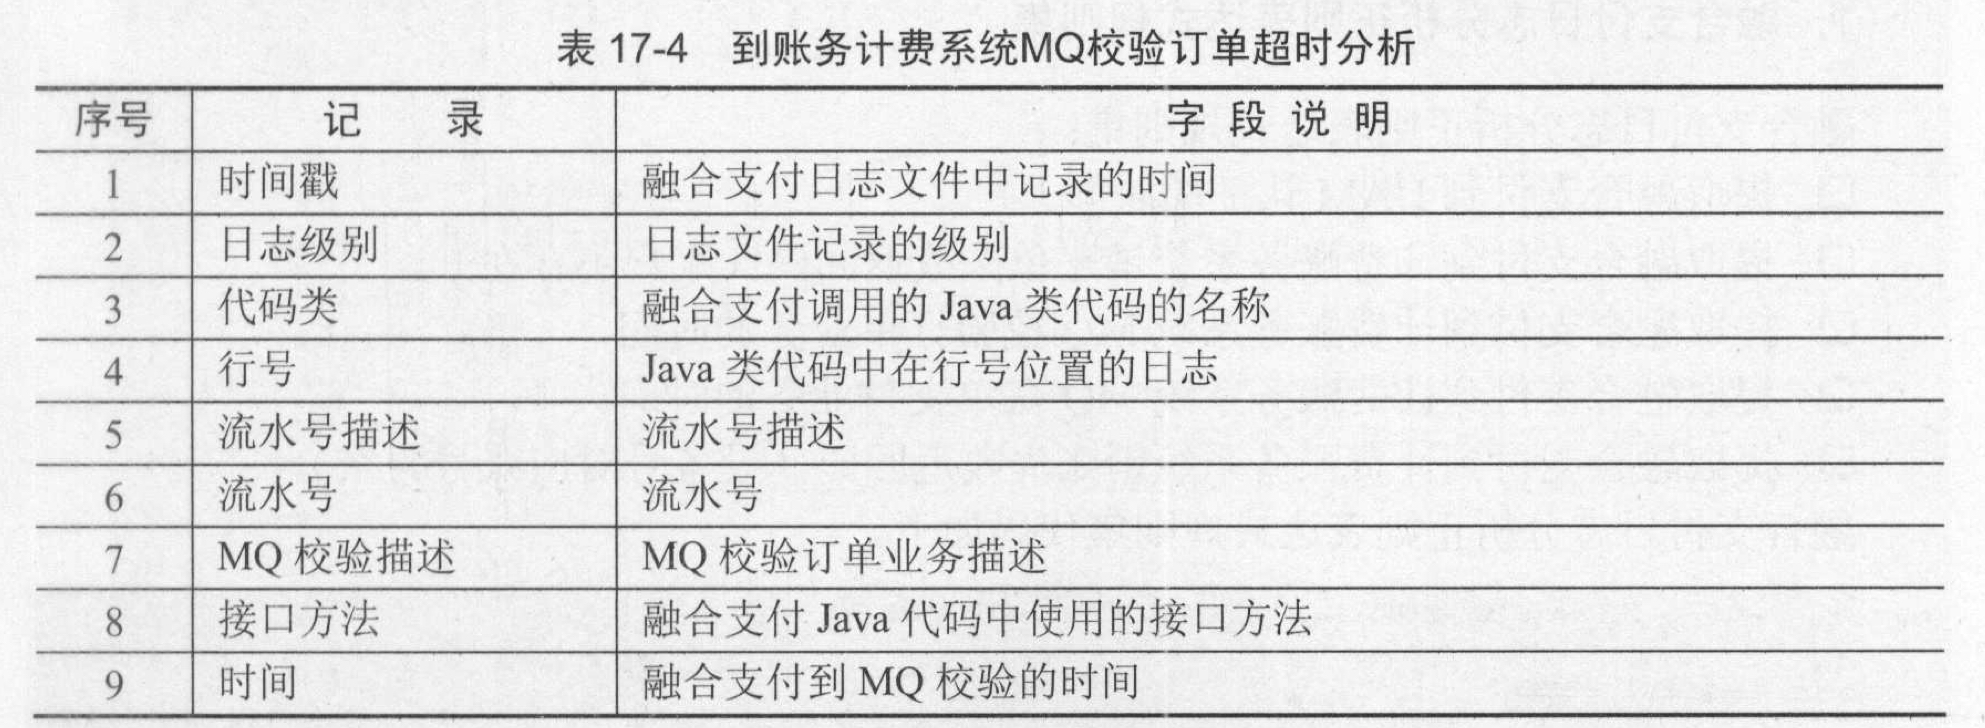 表 17-4 到账务计费系统MQ校验订单超时分析
序号 记录 字段说明
1 时间戳 融合支付日志文件中记录的时间
2 日志级别 日志文件记录的级别
3 代码类 融合支付调用的 Java 类代码的名称
4 行号 Java 类代码中在行号位置的日志
5 流水号描述 流水号描述
6 流水号 流水号
7 MQ 校验描述 MQ 校验订单业务描述
8 接口方法 融合支付 Java 代码中使用的接口方法
9 时间 融合支付到 MQ 校验的时间